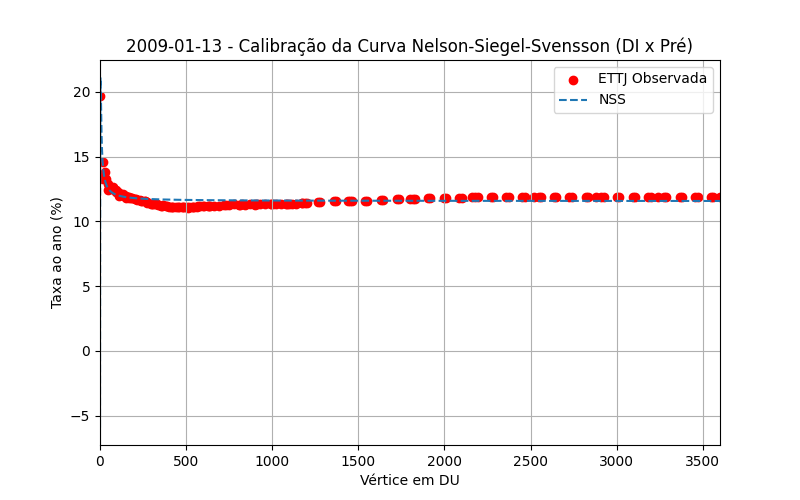 2009-01-13 - Calibração da Curva Nelson-Siegel-Svensson (DI x Pré)
ETTJ Observada
NSS
Taxa ao ano (%)
20
15
10
5
0
−5
0 500 1000 1500 2000 2500 3000 3500
Vértice em DU